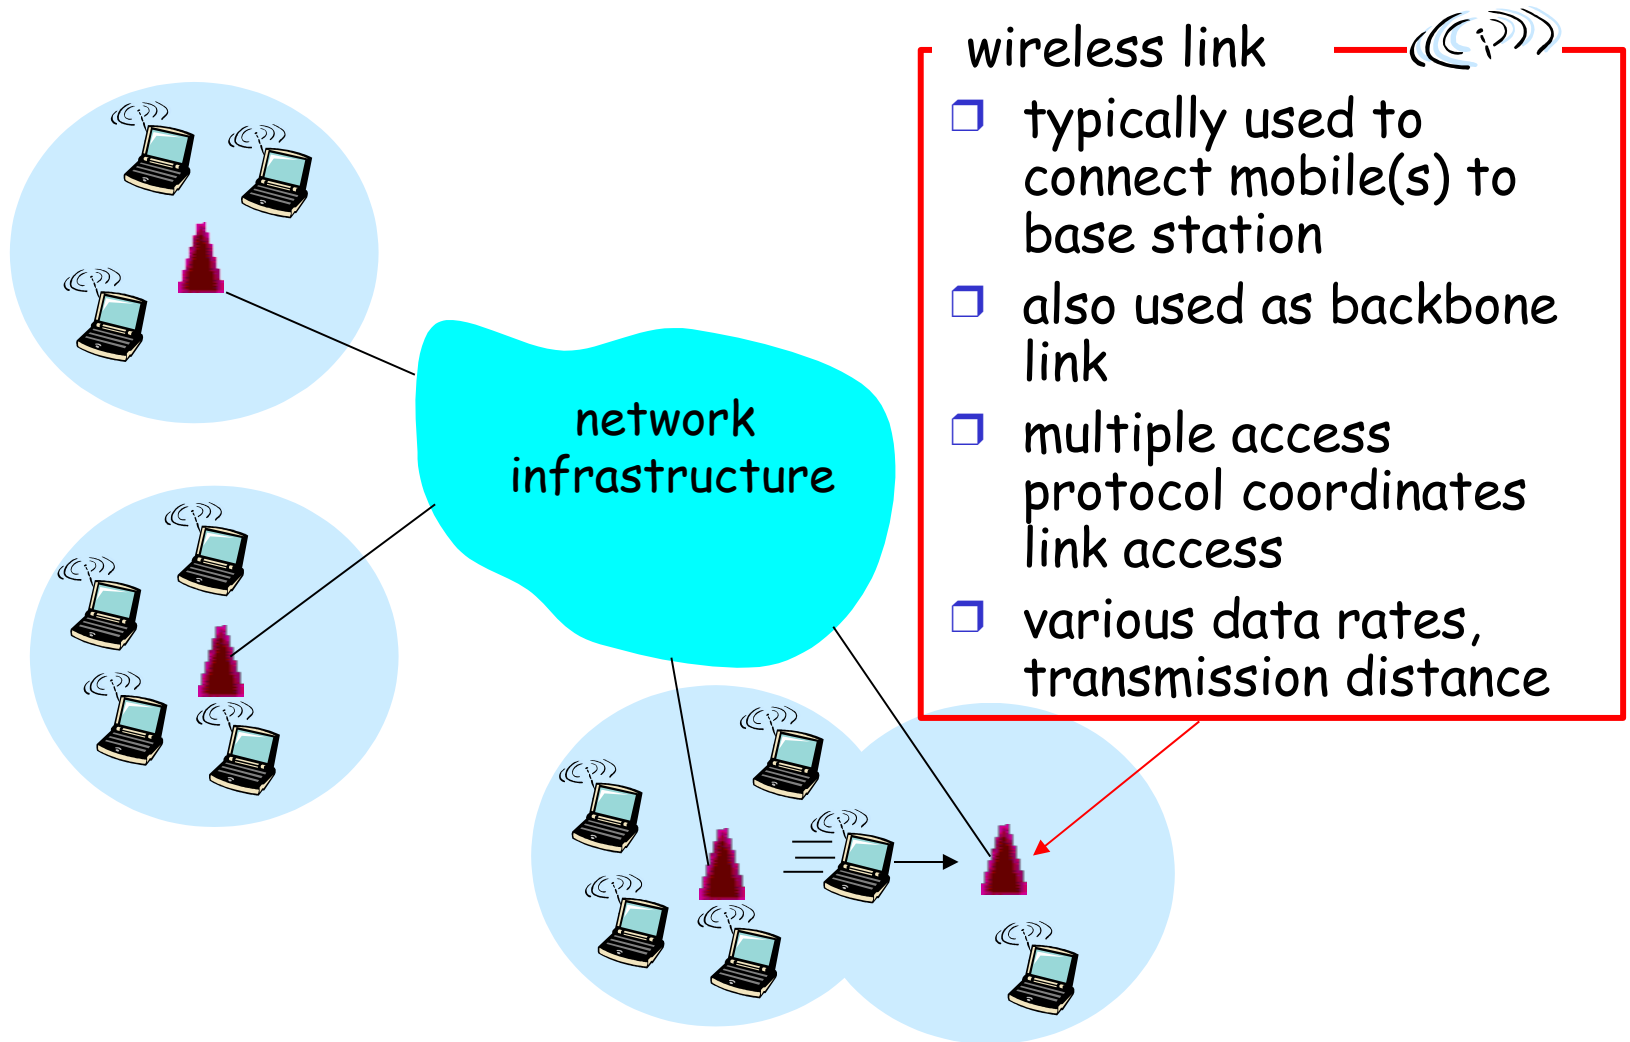 wireless link
typically used to
connect mobile(s) to
base station
also used as backbone
link
multiple access
protocol coordinates
link access
various data rates,
transmission distance
network
infrastructure